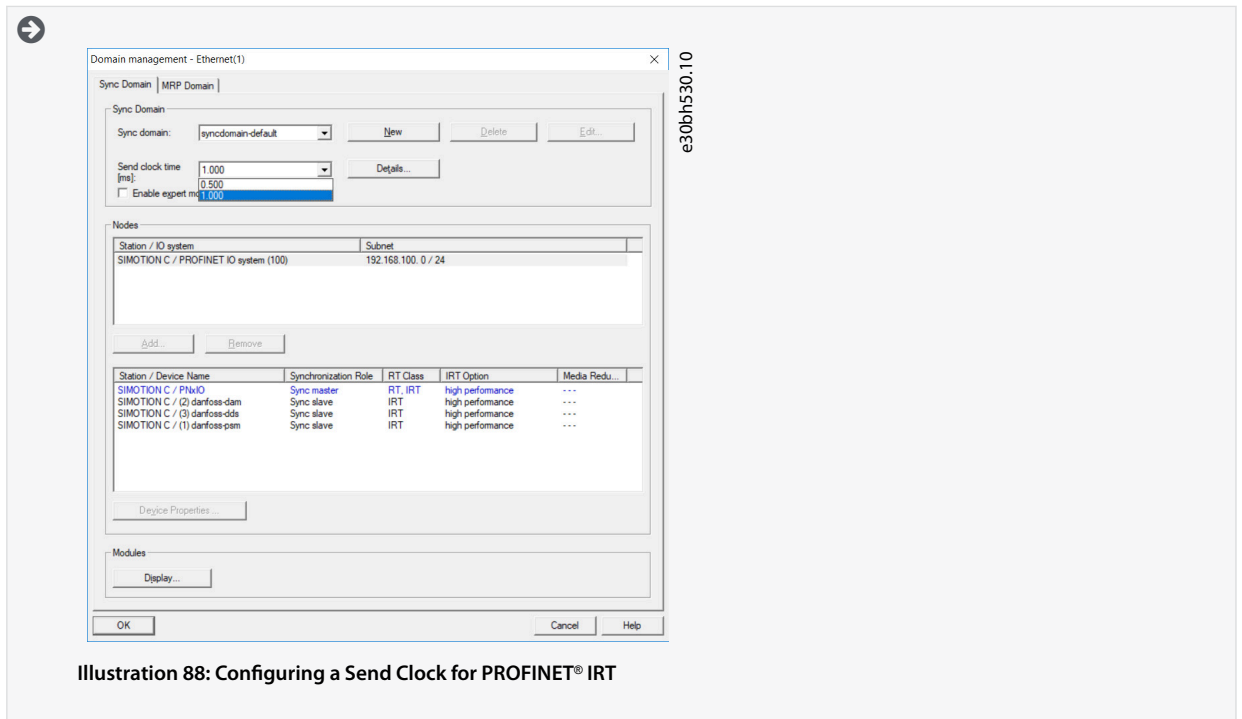 Domain management - Ethernet(1)
Sync Domain MRP Domain
Sync Domain
Sync domain: syncdomain-default New Delete Edit...
Send clock time
[ms]: 1.000 Details...
0.500
Enable expert mo 1.000
Nodes
Station / IO system Subnet
SIMOTION C / PROFINET IO system (100) 192.168.100. 0 / 24
Add... Remove
Station / Device Name Synchronization Role RT Class IRT Option Media Redu...
SIMOTION C / PNxIO Sync master RT, IRT high performance - - -
SIMOTION C / (2) danfoss-dam Sync slave IRT high performance - - -
SIMOTION C / (3) danfoss-dds Sync slave IRT high performance - - -
SIMOTION C / (1) danfoss-psm Sync slave IRT high performance - - -
Device Properties ...
Modules
Display...
OK Cancel Help
e30bh530.10
Illustration 88: Configuring a Send Clock for PROFINET® IRT